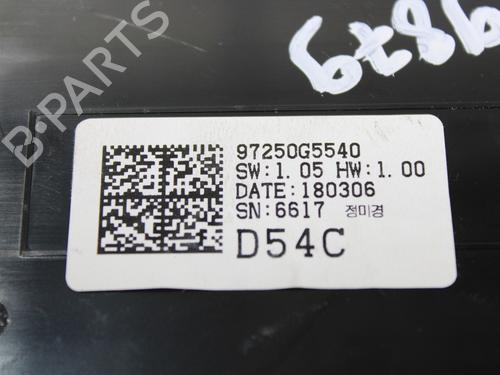 B-PARTS
97250G5540
SW:1.05 HW:1.00
DATE:180306
SN:6617 정미경
D54C